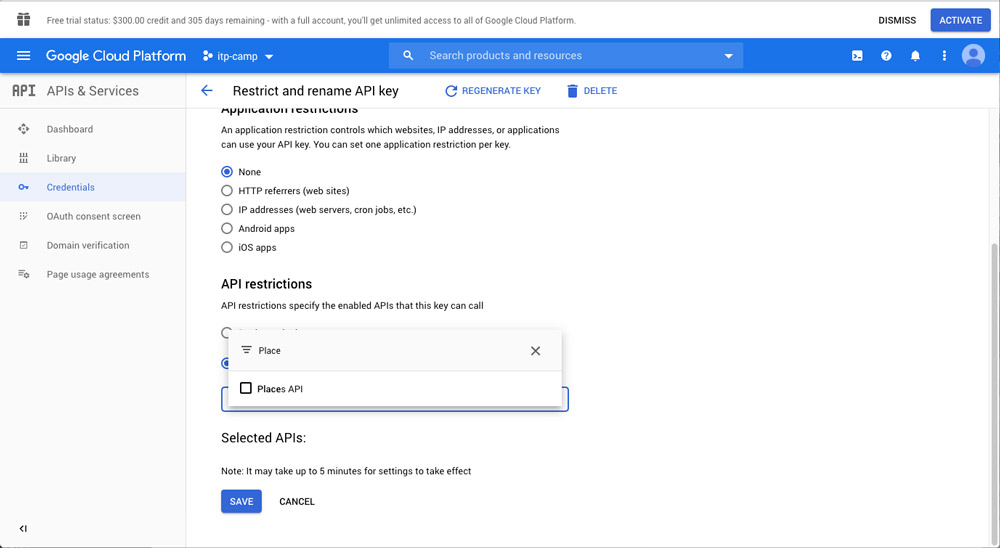 Free trial status: $300.00 credit and 305 days remaining - with a full account, you'll get unlimited access to all of Google Cloud Platform.
DISMISS
ACTIVATE
Google Cloud Platform
itp-camp
Search products and resources
API
APIs & Services
Restrict and rename API key
REGENERATE KEY
DELETE
Dashboard
Library
Credentials
OAuth consent screen
Domain verification
Page usage agreements
Application restrictions
An application restriction controls which websites, IP addresses, or applications
can use your API key. You can set one application restriction per key.
None
HTTP referrers (web sites)
IP addresses (web servers, cron jobs, etc.)
Android apps
iOS apps
API restrictions
API restrictions specify the enabled APIs that this key can call
Place
Places API
Selected APIs:
Note: It may take up to 5 minutes for settings to take effect
SAVE
CANCEL